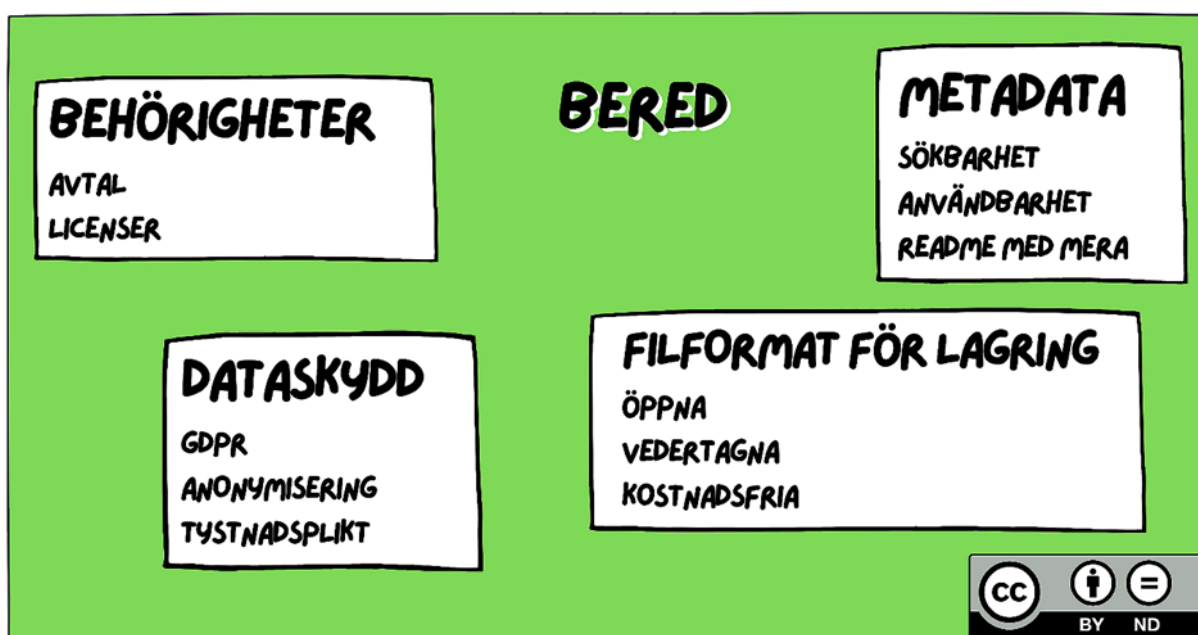 BERED
BEHÖRIGHETER
AVTAL
LICENSER
METADATA
SÖKBARHET
ANVÄNDBARHET
README MED MERA
DATASKYDD
GDPR
ANONYMISERING
TYSTNADSPLIKT
FILFORMAT FÖR LAGRING
ÖPPNA
VEDERTAGNA
KOSTNADSFRIA
CC
BY ND